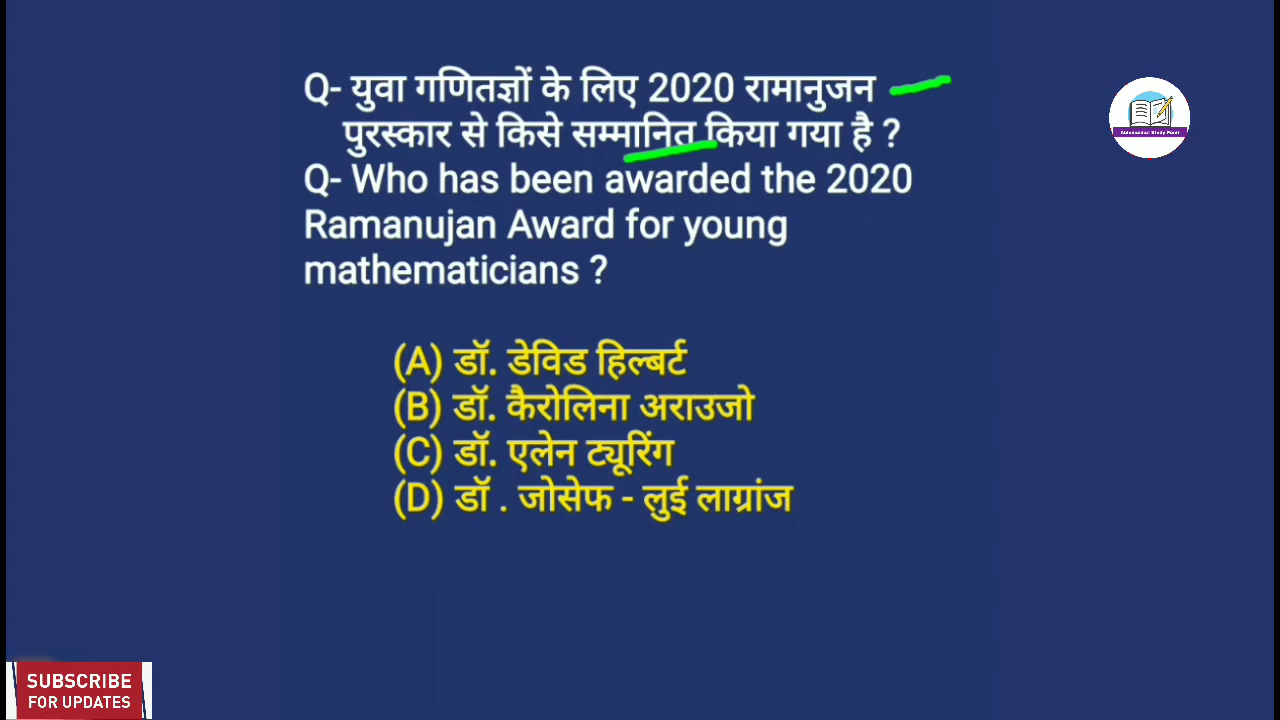 Q- युवा गणितज्ञों के लिए 2020 रामानुजन
पुरस्कार से किसे सम्मानित किया गया है ?
Q- Who has been awarded the 2020
Ramanujan Award for young
mathematicians ?
(A) डॉ. डेविड हिल्बर्ट
(B) डॉ. कैरोलिना अराउजो
(C) डॉ. एलेन ट्यूरिंग
(D) डॉ . जोसेफ - लुई लाग्रांज
SUBSCRIBE
FOR UPDATES